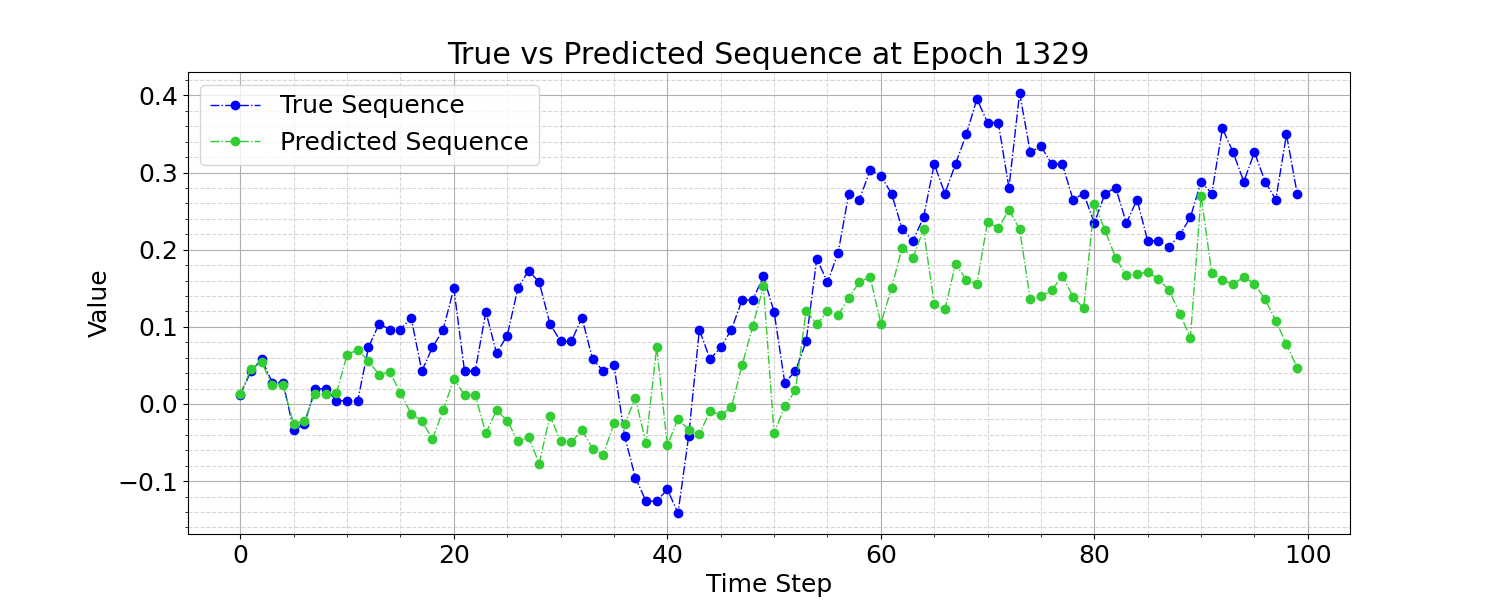 True vs Predicted Sequence at Epoch 1329
True Sequence
Predicted Sequence
Value
0.4
0.3
0.2
0.1
0.0
−0.1
0 20 40 60 80 100
Time Step